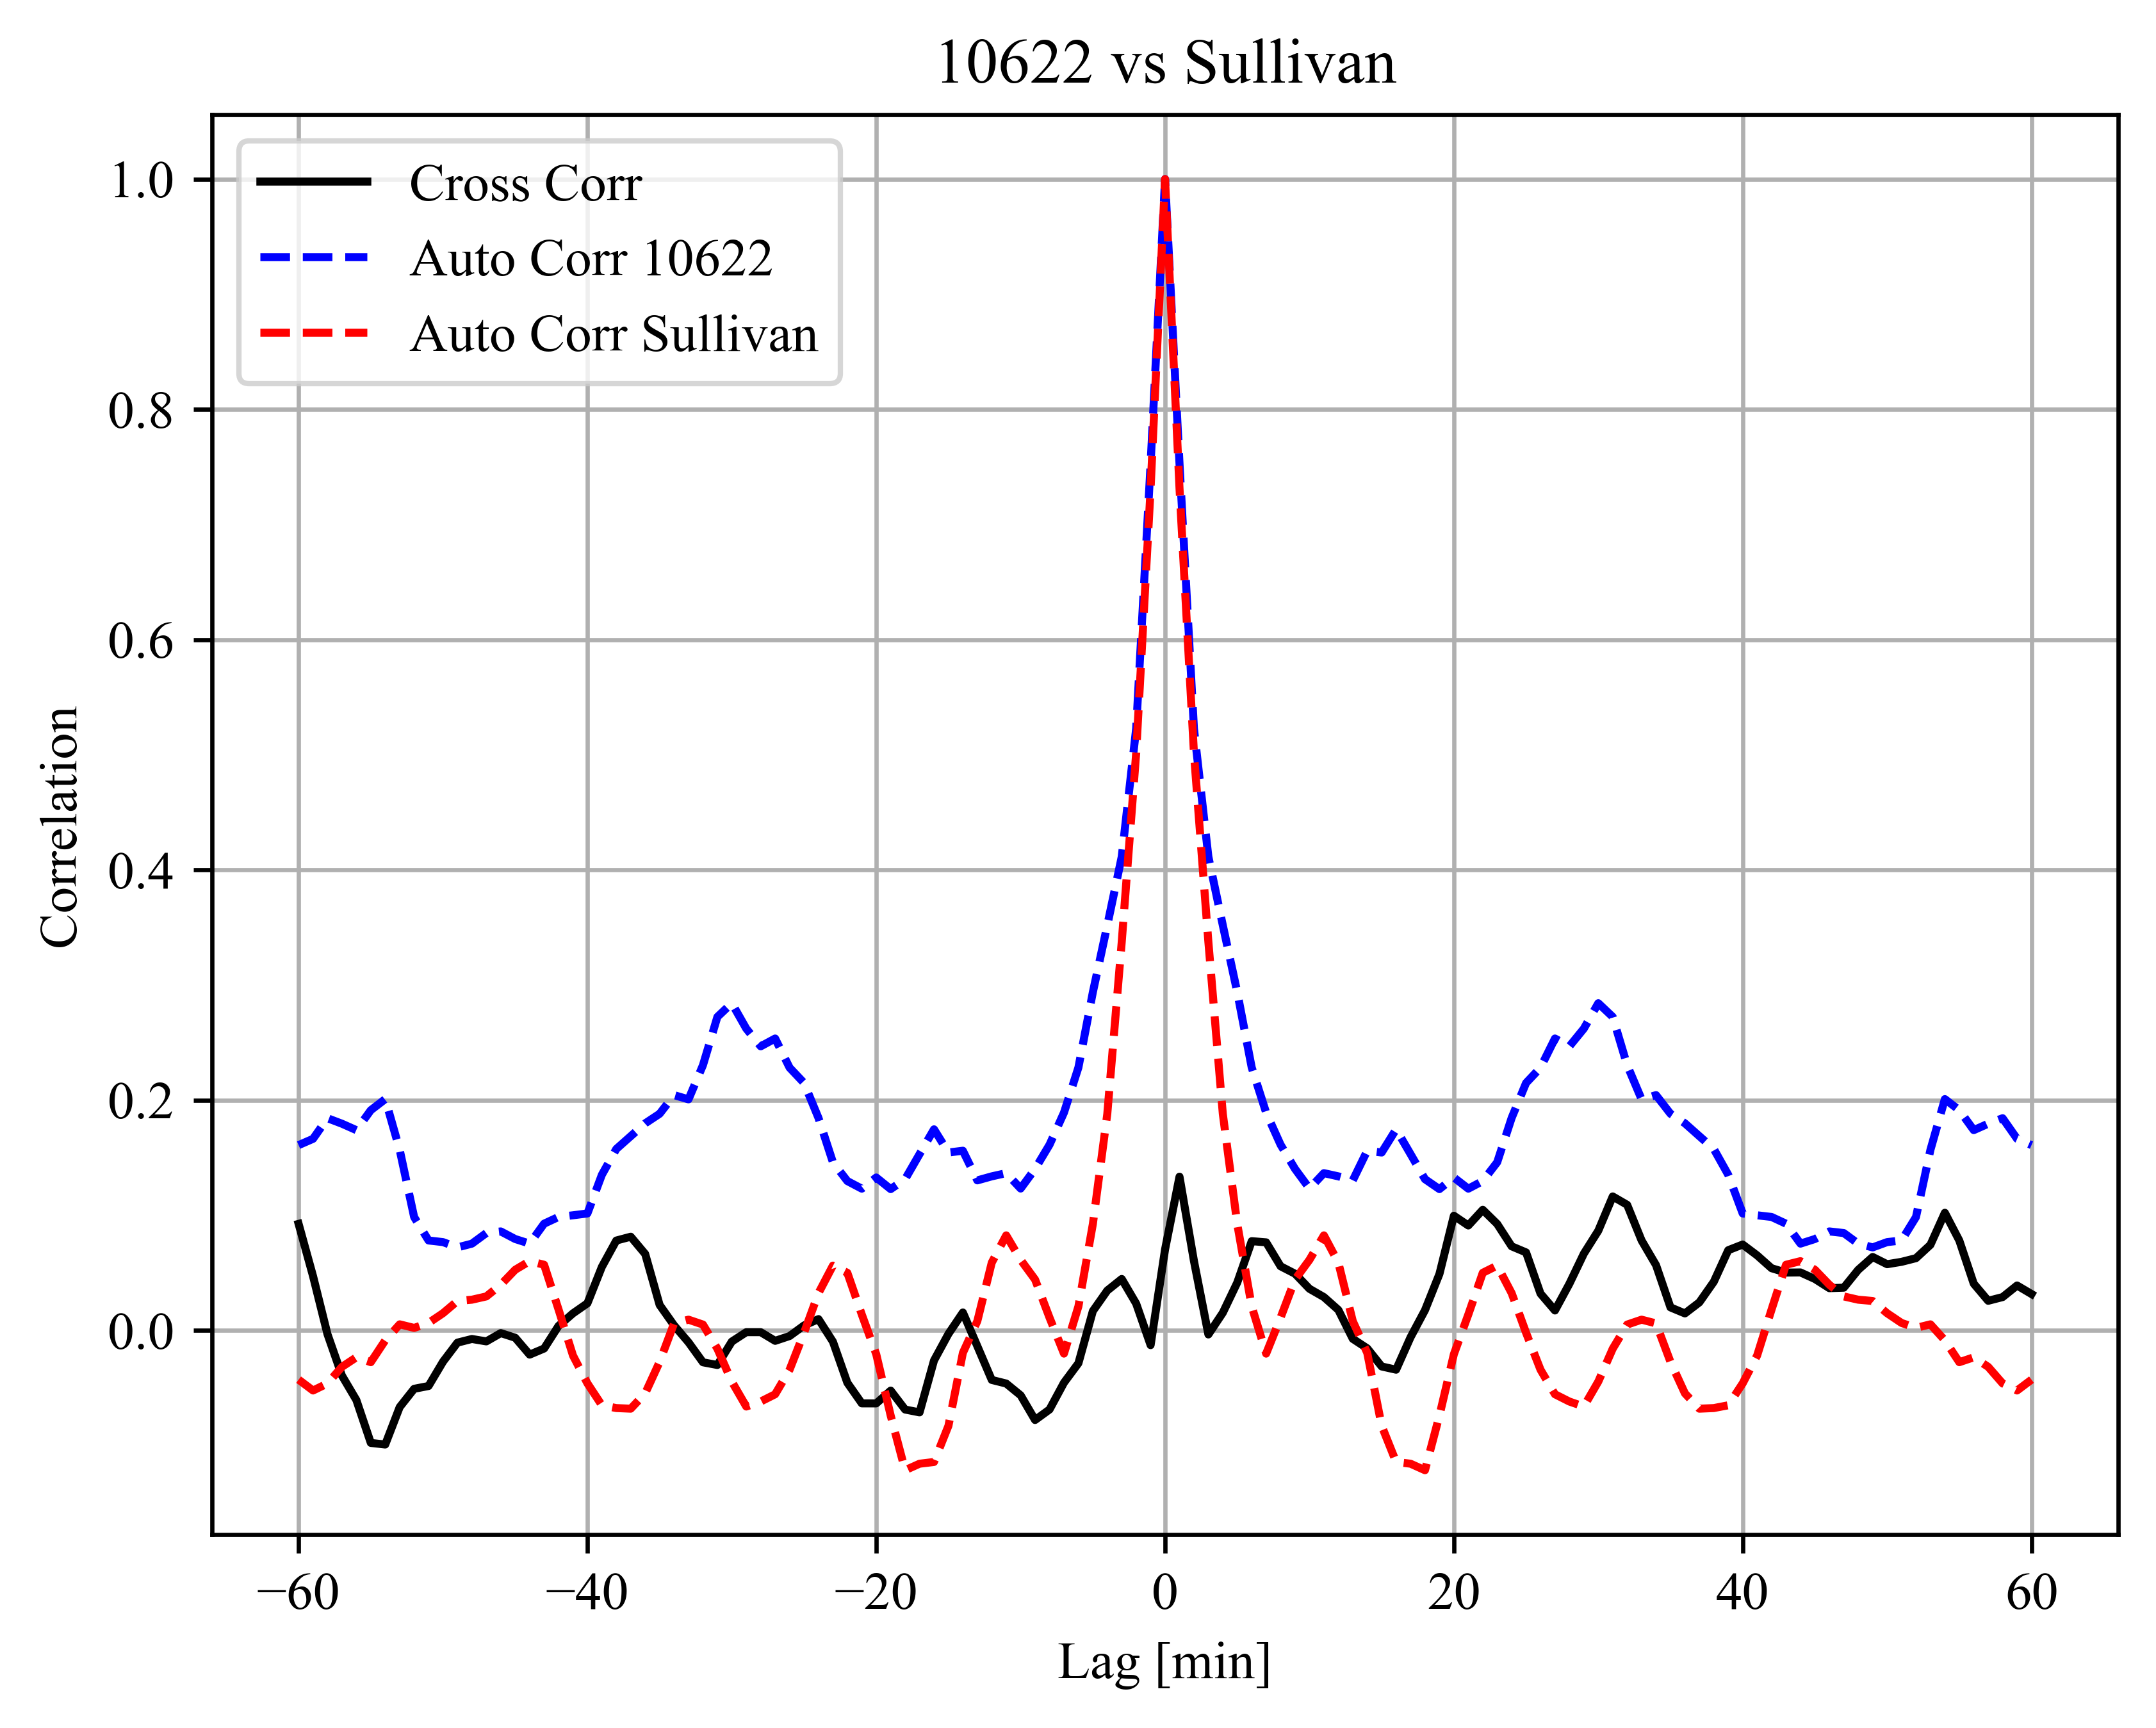 10622 vs Sullivan
Cross Corr
Auto Corr 10622
Auto Corr Sullivan
1.0
0.8
0.6
0.4
0.2
0.0
Correlation
−60 −40 −20 0 20 40 60
Lag [min]